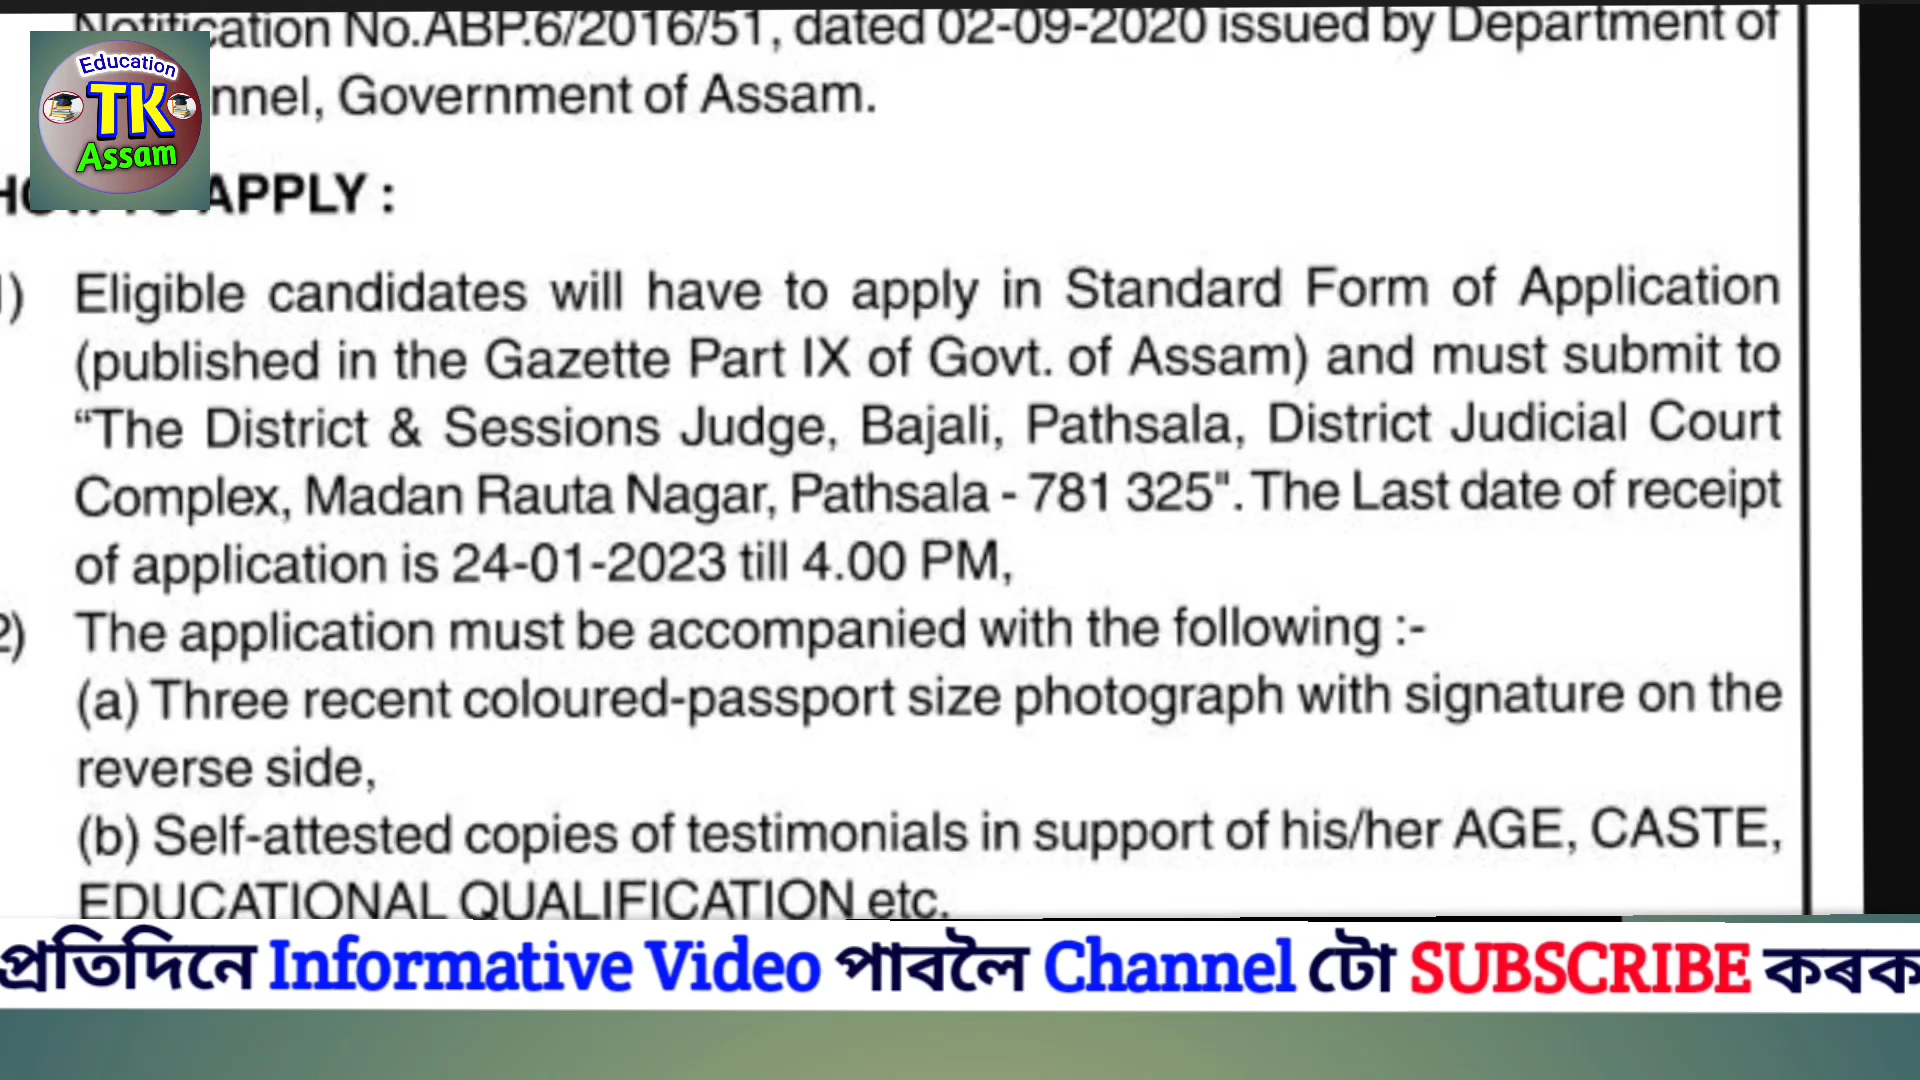 Notification No.ABP.6/2016/51, dated 02-09-2020 issued by Department of
nnel, Government of Assam.
Education
TK
Assam
APPLY :
1) Eligible candidates will have to apply in Standard Form of Application
(published in the Gazette Part IX of Govt. of Assam) and must submit to
“The District & Sessions Judge, Bajali, Pathsala, District Judicial Court
Complex, Madan Rauta Nagar, Pathsala - 781 325". The Last date of receipt
of application is 24-01-2023 till 4.00 PM,
2) The application must be accompanied with the following :-
(a) Three recent coloured-passport size photograph with signature on the
reverse side,
(b) Self-attested copies of testimonials in support of his/her AGE, CASTE,
EDUCATIONAL QUALIFICATION etc.
প্ৰতিদিনে Informative Video পাবলৈ Channel টো SUBSCRIBE কৰক